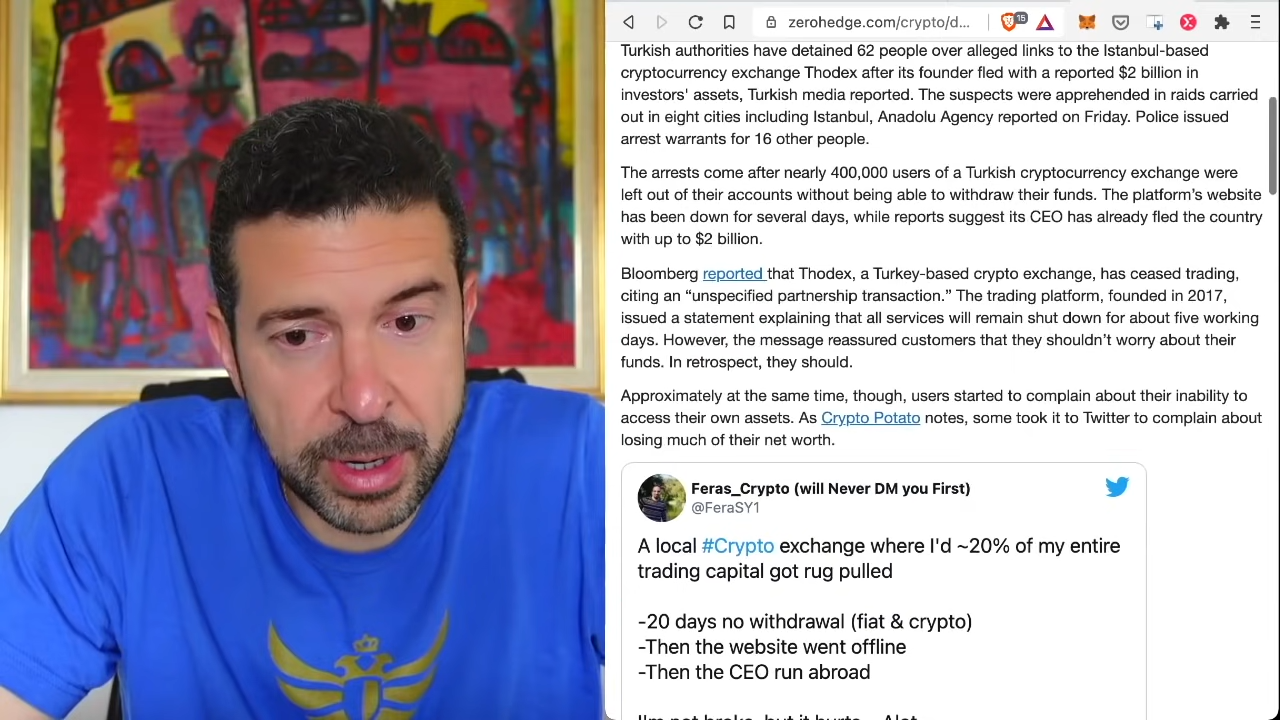 zerohedge.com/crypto/d...
15
Turkish authorities have detained 62 people over alleged links to the Istanbul-based
cryptocurrency exchange Thodex after its founder fled with a reported $2 billion in
investors' assets, Turkish media reported. The suspects were apprehended in raids carried
out in eight cities including Istanbul, Anadolu Agency reported on Friday. Police issued
arrest warrants for 16 other people.
The arrests come after nearly 400,000 users of a Turkish cryptocurrency exchange were
left out of their accounts without being able to withdraw their funds. The platform’s website
has been down for several days, while reports suggest its CEO has already fled the country
with up to $2 billion.
Bloomberg reported that Thodex, a Turkey-based crypto exchange, has ceased trading,
citing an “unspecified partnership transaction.” The trading platform, founded in 2017,
issued a statement explaining that all services will remain shut down for about five working
days. However, the message reassured customers that they shouldn’t worry about their
funds. In retrospect, they should.
Approximately at the same time, though, users started to complain about their inability to
access their own assets. As Crypto Potato notes, some took it to Twitter to complain about
losing much of their net worth.
Feras_Crypto (will Never DM you First)
@FeraSY1
A local #Crypto exchange where I'd ~20% of my entire
trading capital got rug pulled
-20 days no withdrawal (fiat & crypto)
-Then the website went offline
-Then the CEO run abroad